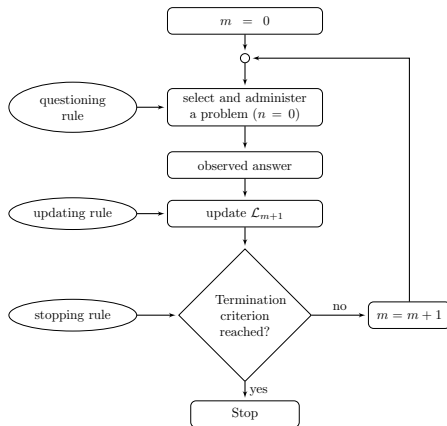 m = 0
questioning
rule
select and administer
a problem (n = 0)
observed answer
updating rule
update 𝓛ₘ₊₁
stopping rule
Termination
criterion
reached?
no
m = m + 1
yes
Stop